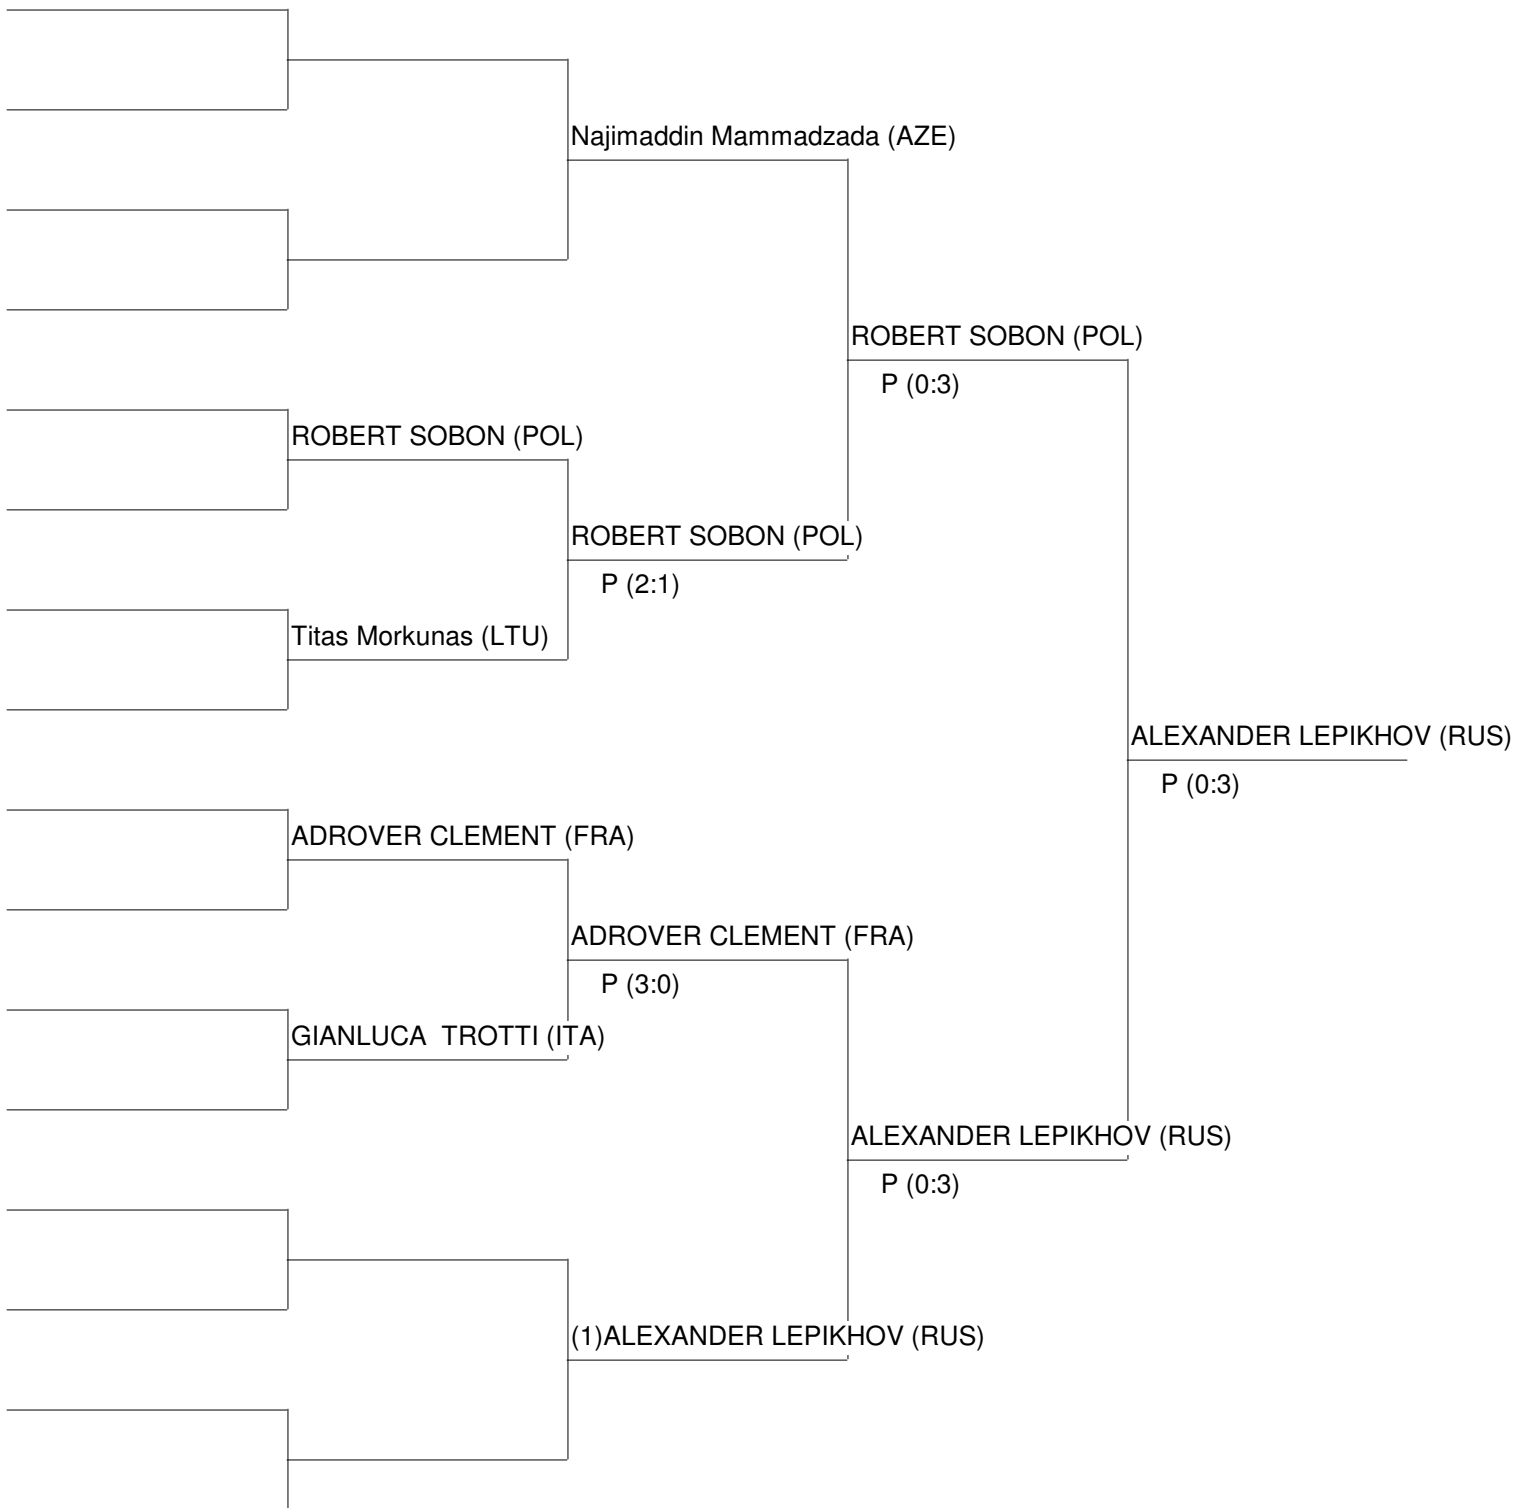 Najimaddin Mammadzada (AZE)
ROBERT SOBON (POL)
P (0:3)
ROBERT SOBON (POL)
ROBERT SOBON (POL)
P (2:1)
Titas Morkunas (LTU)
ALEXANDER LEPIKHOV (RUS)
P (0:3)
ADROVER CLEMENT (FRA)
ADROVER CLEMENT (FRA)
P (3:0)
GIANLUCA  TROTTI (ITA)
ALEXANDER LEPIKHOV (RUS)
P (0:3)
(1)ALEXANDER LEPIKHOV (RUS)